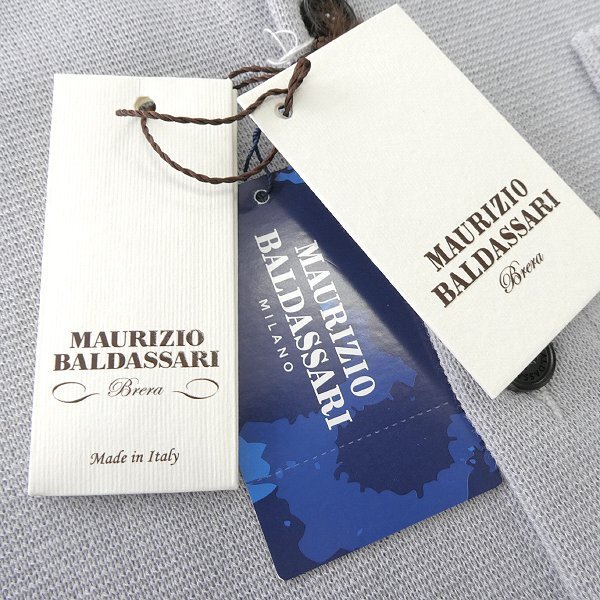 MAURIZIO
BALDASSARI
Brera
Made in Italy
MAURIZIO
BALDASSARI
MILANO
MAURIZIO
BALDASSARI
Brera